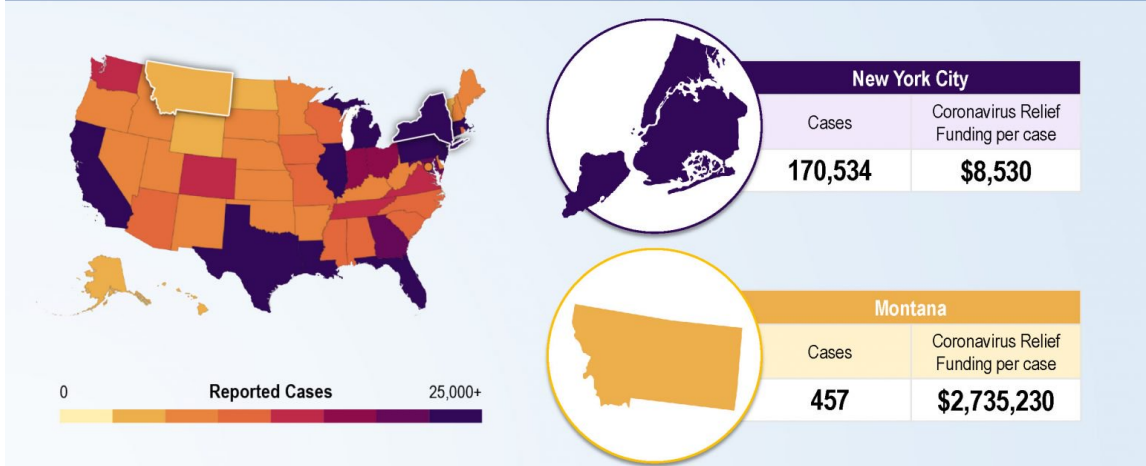 0
Reported Cases
25,000+
New York City
Cases
Coronavirus Relief
Funding per case
170,534
$8,530
Montana
Cases
Coronavirus Relief
Funding per case
457
$2,735,230